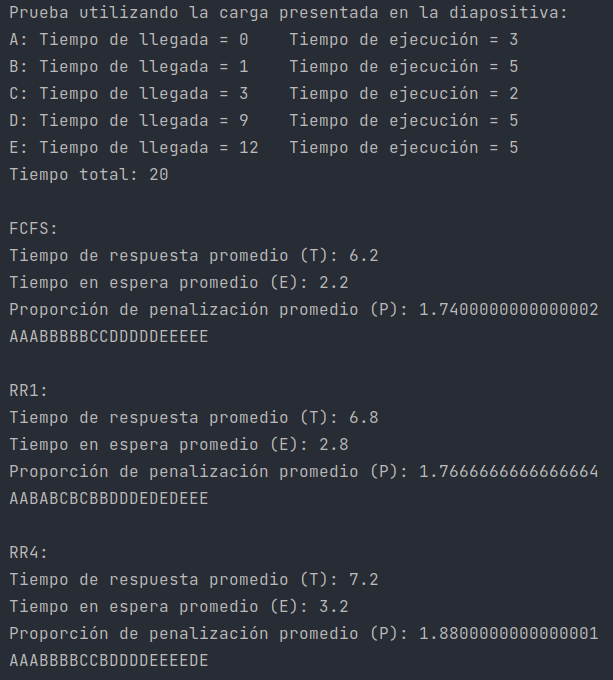 Prueba utilizando la carga presentada en la diapositiva:
A: Tiempo de llegada = 0   Tiempo de ejecución = 3
B: Tiempo de llegada = 1   Tiempo de ejecución = 5
C: Tiempo de llegada = 3   Tiempo de ejecución = 2
D: Tiempo de llegada = 9   Tiempo de ejecución = 5
E: Tiempo de llegada = 12   Tiempo de ejecución = 5
Tiempo total: 20

FCFS:
Tiempo de respuesta promedio (T): 6.2
Tiempo en espera promedio (E): 2.2
Proporción de penalización promedio (P): 1.7400000000000002
AAABBBBBCCDDDDDEEEEE

RR1:
Tiempo de respuesta promedio (T): 6.8
Tiempo en espera promedio (E): 2.8
Proporción de penalización promedio (P): 1.7666666666666664
AABABCBCBBDDDEDEDEEE

RR4:
Tiempo de respuesta promedio (T): 7.2
Tiempo en espera promedio (E): 3.2
Proporción de penalización promedio (P): 1.8800000000000001
AAABBBBCCBDDDDEEEEDE